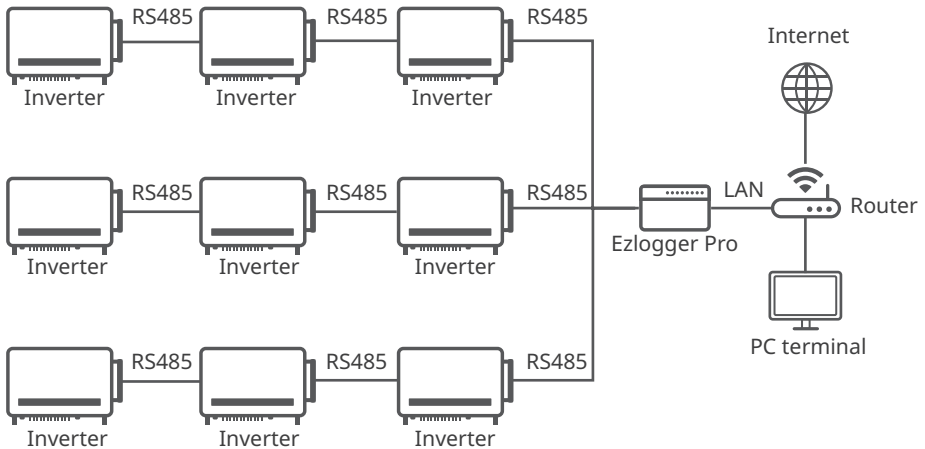 RS485 RS485 RS485
Inverter Inverter Inverter
Internet
RS485 RS485 RS485
Inverter Inverter Inverter
LAN
Ezlogger Pro
Router
PC terminal
RS485 RS485 RS485
Inverter Inverter Inverter